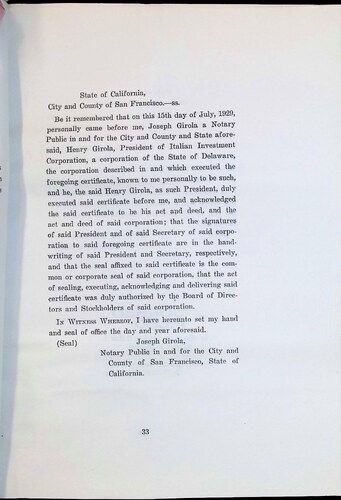 State of California,
City and County of San Francisco.—ss.
Be it remembered that on this 15th day of July, 1929,
personally came before me, Joseph Girola a Notary
Public in and for the City and County and State afore-
said, Henry Girola, President of Italian Investment
Corporation, a corporation of the State of Delaware,
the corporation described in and which executed the
foregoing certificate, known to me personally to be such,
and he, the said Henry Girola, as such President, duly
executed said certificate before me, and acknowledged
the said certificate to be his act and deed, and the
act and deed of said corporation; that the signatures
of said President and of said Secretary of said corpo-
ration to said foregoing certificate are in the hand-
writing of said President and Secretary, respectively,
and that the seal affixed to said certificate is the com-
mon or corporate seal of said corporation, that the act
of sealing, executing, acknowledging and delivering said
certificate was duly authorized by the Board of Direc-
tors and Stockholders of said corporation.
In Witness Whereof, I have hereunto set my hand
and seal of office the day and year aforesaid.
(Seal) Joseph Girola,
Notary Public in and for the City and
County of San Francisco, State of
California.
33